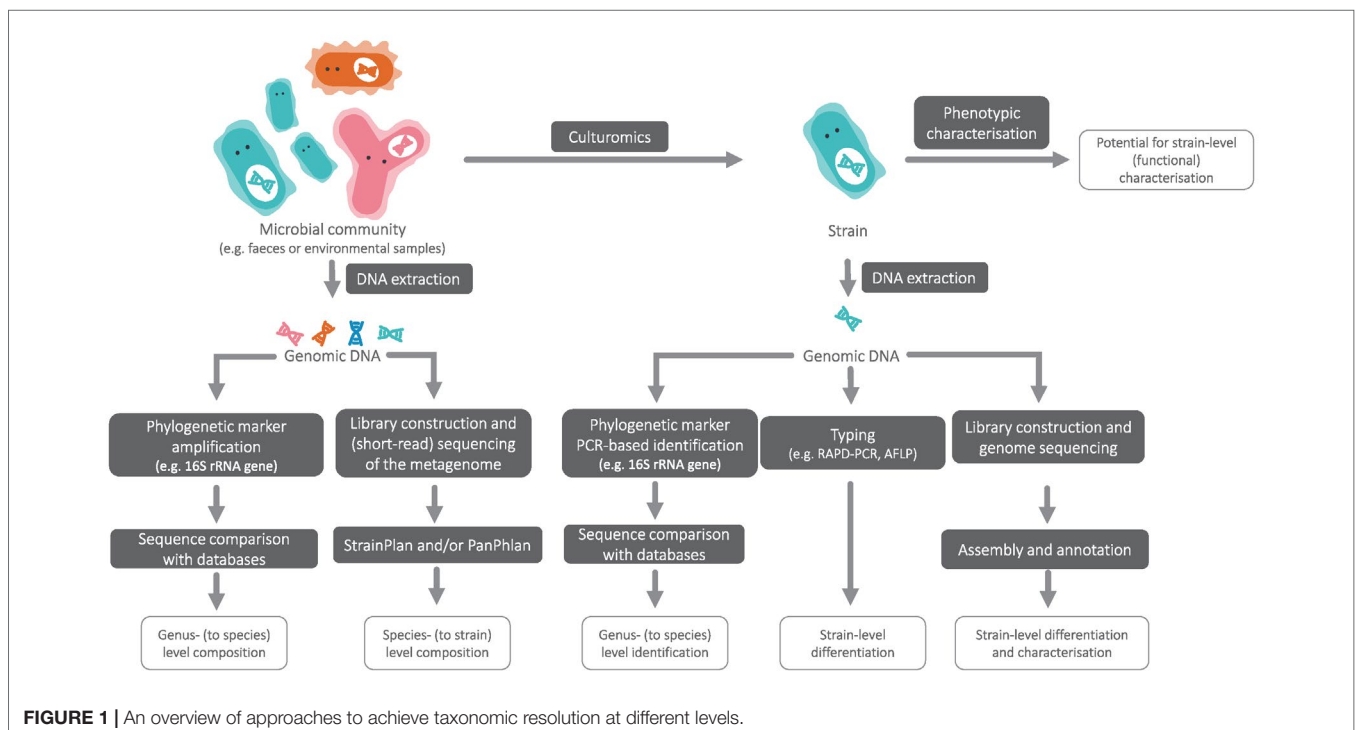 Culturomics
Phenotypic
characterisation
Potential for strain-level
(functional)
characterisation
Microbial community
(e.g. faeces or environmental samples)
Strain
DNA extraction
DNA extraction
Genomic DNA
Genomic DNA
Phylogenetic marker
amplification
(e.g. 16S rRNA gene)
Library construction and
(short-read) sequencing
of the metagenome
Phylogenetic marker
PCR-based identification
(e.g. 16S rRNA gene)
Typing
(e.g. RAPD-PCR, AFLP)
Library construction and
genome sequencing
Sequence comparison
with databases
StrainPlan and/or PanPhlan
Sequence comparison
with databases
Assembly and annotation
Genus- (to species)
level composition
Species- (to strain)
level composition
Genus- (to species)
level identification
Strain-level
differentiation
Strain-level differentiation
and characterisation
FIGURE 1 | An overview of approaches to achieve taxonomic resolution at different levels.